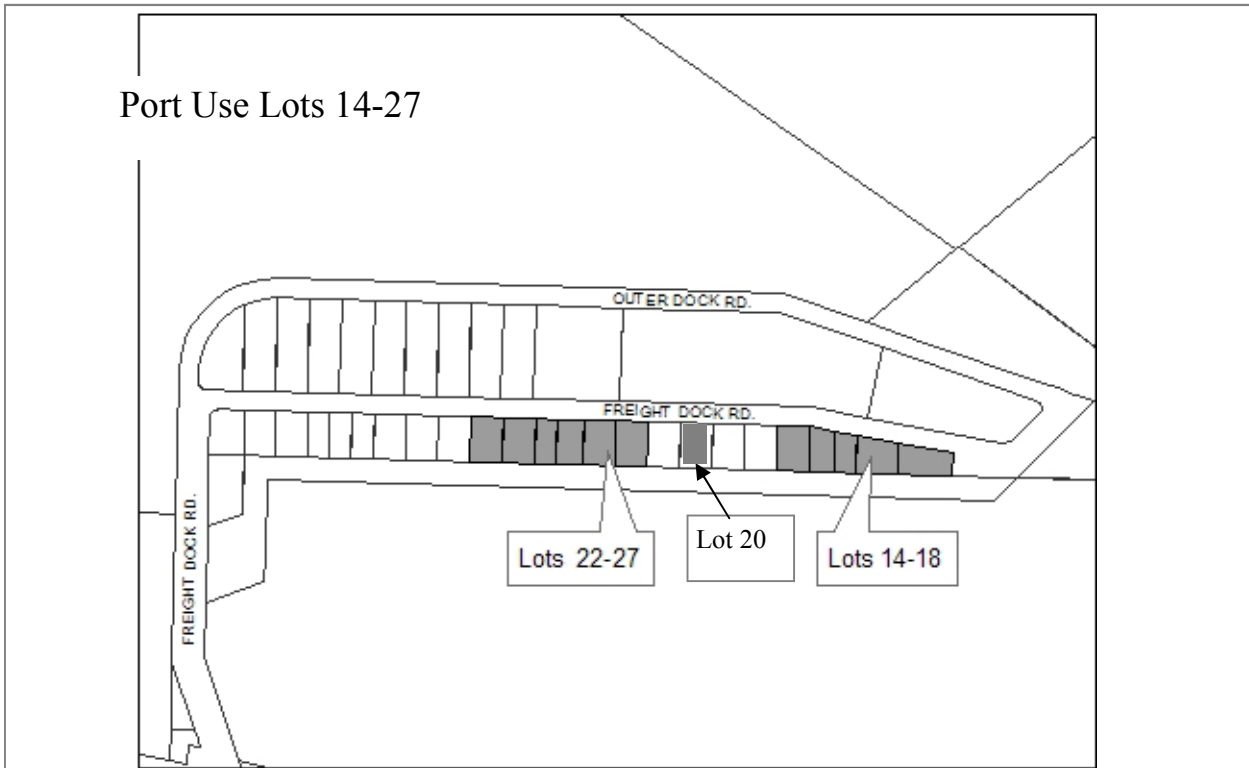 Port Use Lots 14-27
OUTER DOCK RD.
FREIGHT DOCK RD.
Lots 22-27
Lot 20
Lots 14-18
FREIGHT DOCK RD.